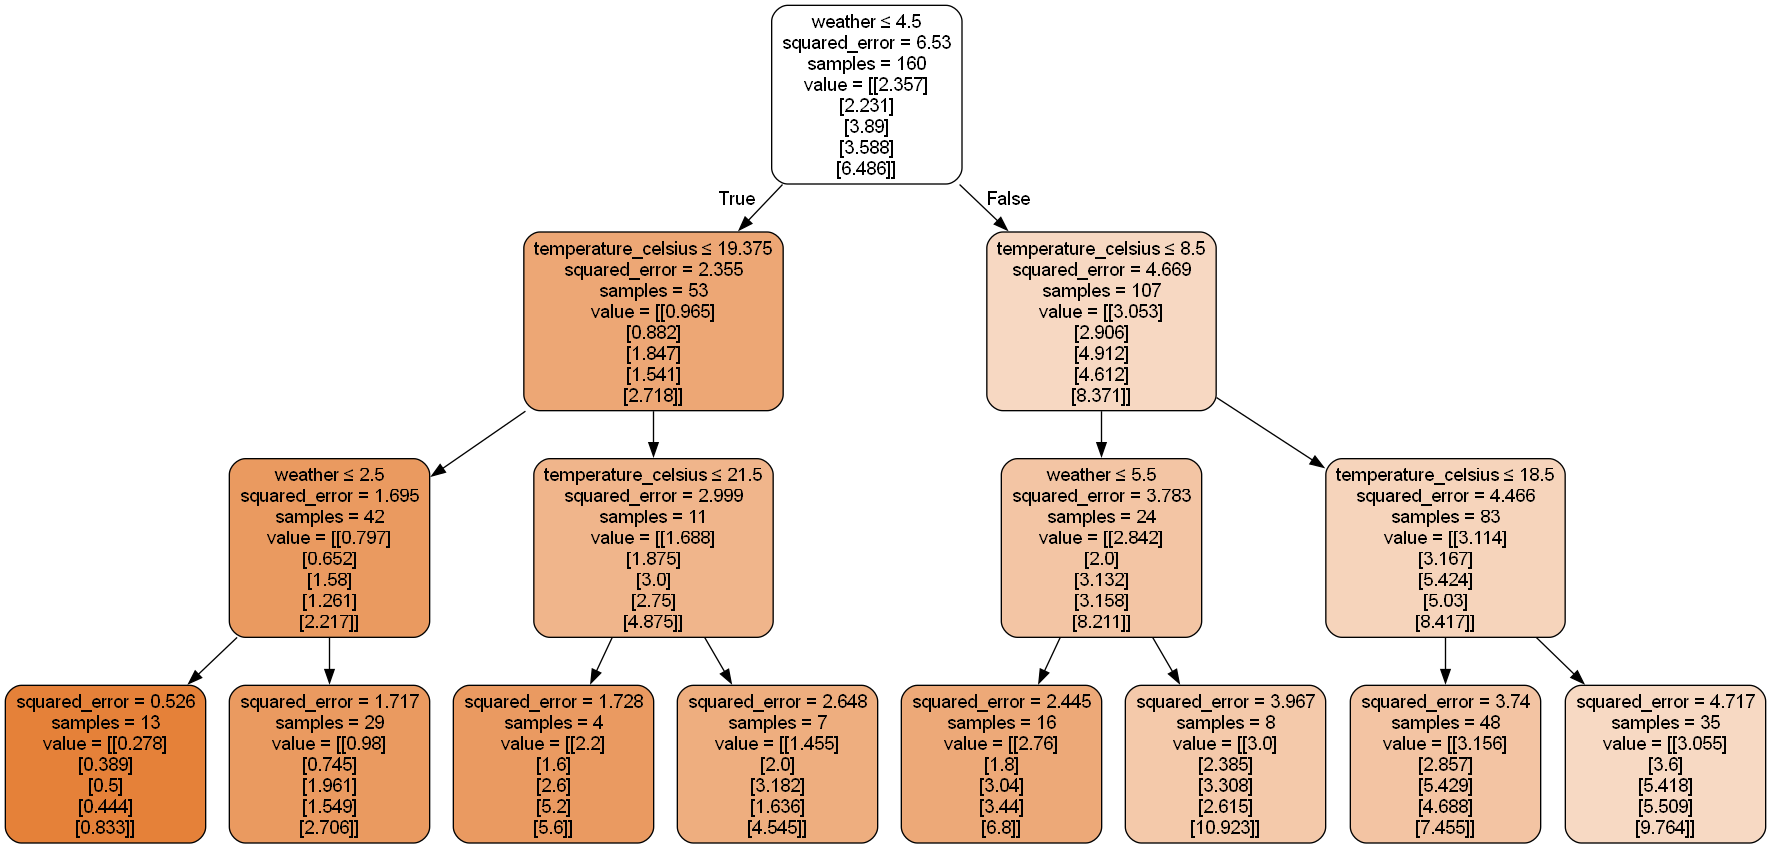 weather ≤ 4.5
squared_error = 6.53
samples = 160
value = [[2.357]
[2.231]
[3.89]
[3.588]
[6.486]]
True
False
temperature_celsius ≤ 19.375
squared_error = 2.355
samples = 53
value = [[0.965]
[0.882]
[1.847]
[1.541]
[2.718]]
temperature_celsius ≤ 8.5
squared_error = 4.669
samples = 107
value = [[3.053]
[2.906]
[4.912]
[4.612]
[8.371]]
weather ≤ 2.5
squared_error = 1.695
samples = 42
value = [[0.797]
[0.652]
[1.58]
[1.261]
[2.217]]
temperature_celsius ≤ 21.5
squared_error = 2.999
samples = 11
value = [[1.688]
[1.875]
[3.0]
[2.75]
[4.875]]
weather ≤ 5.5
squared_error = 3.783
samples = 24
value = [[2.842]
[2.0]
[3.132]
[3.158]
[8.211]]
temperature_celsius ≤ 18.5
squared_error = 4.466
samples = 83
value = [[3.114]
[3.167]
[5.424]
[5.03]
[8.417]]
squared_error = 0.526
samples = 13
value = [[0.278]
[0.389]
[0.5]
[0.444]
[0.833]]
squared_error = 1.717
samples = 29
value = [[0.98]
[0.745]
[1.961]
[1.549]
[2.706]]
squared_error = 1.728
samples = 4
value = [[2.2]
[1.6]
[2.6]
[5.2]
[5.6]]
squared_error = 2.648
samples = 7
value = [[1.455]
[2.0]
[3.182]
[1.636]
[4.545]]
squared_error = 2.445
samples = 16
value = [[2.76]
[1.8]
[3.04]
[3.44]
[6.8]]
squared_error = 3.967
samples = 8
value = [[3.0]
[2.385]
[3.308]
[2.615]
[10.923]]
squared_error = 3.74
samples = 48
value = [[3.156]
[2.857]
[5.429]
[4.688]
[7.455]]
squared_error = 4.717
samples = 35
value = [[3.055]
[3.6]
[5.418]
[5.509]
[9.764]]